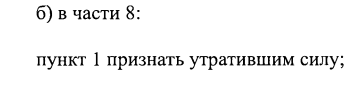 б) в части 8:
пункт 1 признать утратившим силу;